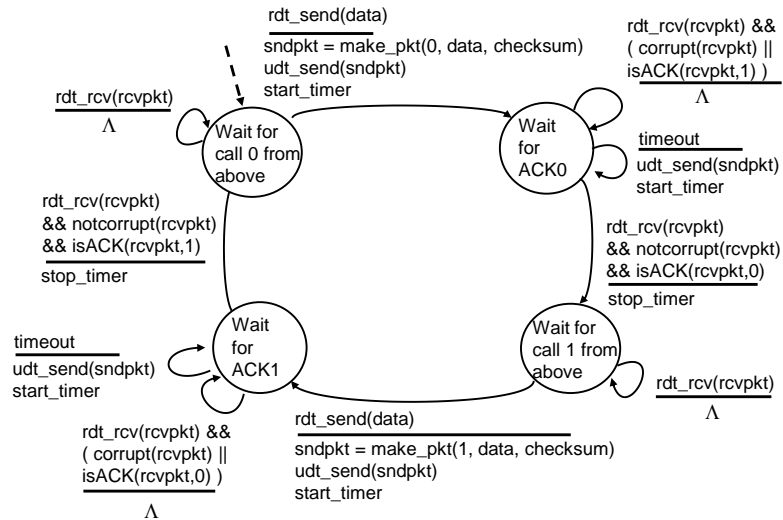 rdt_send(data)
sndpkt = make_pkt(0, data, checksum)
udt_send(sndpkt)
start_timer
rdt_rcv(rcvpkt) &&
( corrupt(rcvpkt) ||
isACK(rcvpkt,1) )
Λ
rdt_rcv(rcvpkt)
Λ
Wait for
call 0 from
above
Wait
for
ACK0
timeout
udt_send(sndpkt)
start_timer
rdt_rcv(rcvpkt)
&& notcorrupt(rcvpkt)
&& isACK(rcvpkt,1)
stop_timer
rdt_rcv(rcvpkt)
&& notcorrupt(rcvpkt)
&& isACK(rcvpkt,0)
stop_timer
timeout
udt_send(sndpkt)
start_timer
Wait
for
ACK1
Wait for
call 1 from
above
rdt_rcv(rcvpkt)
Λ
rdt_rcv(rcvpkt) &&
( corrupt(rcvpkt) ||
isACK(rcvpkt,0) )
Λ
rdt_send(data)
sndpkt = make_pkt(1, data, checksum)
udt_send(sndpkt)
start_timer